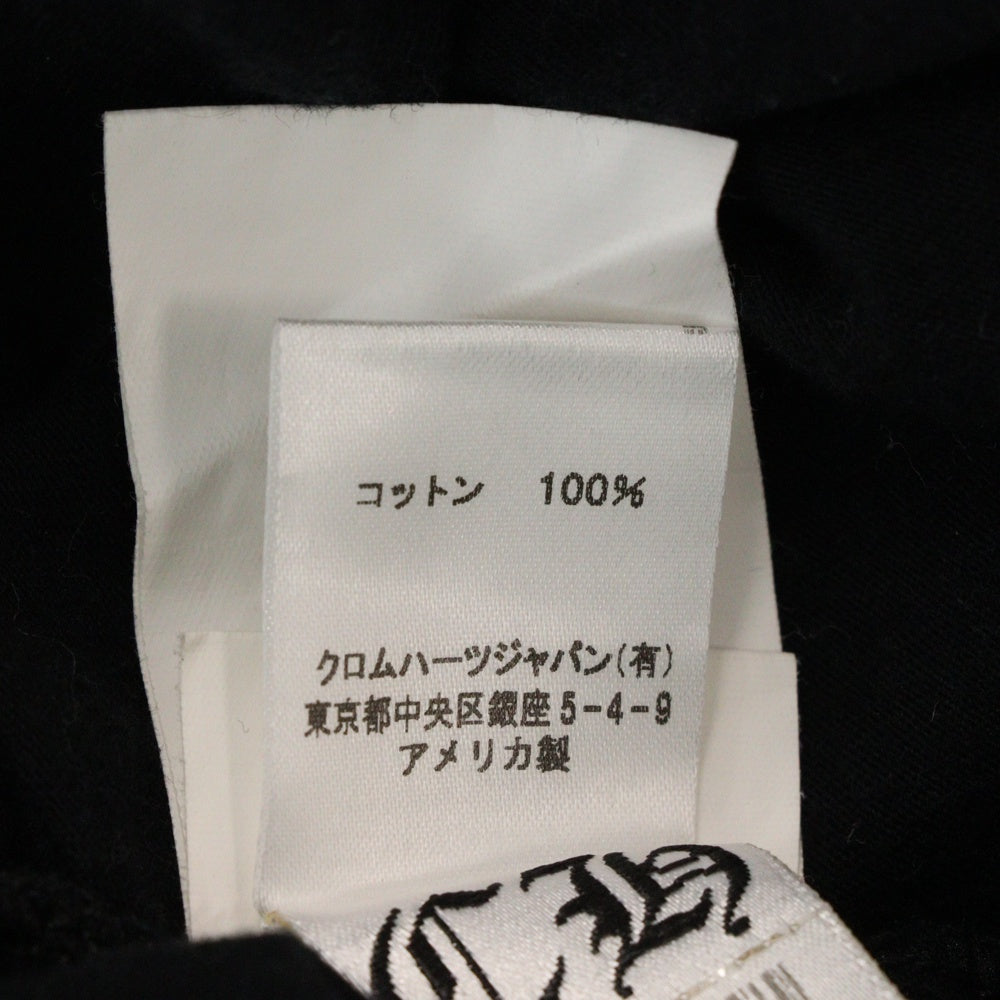 コットン 100%
クロムハーツジャパン(有)
東京都中央区銀座5-4-9
アメリカ製